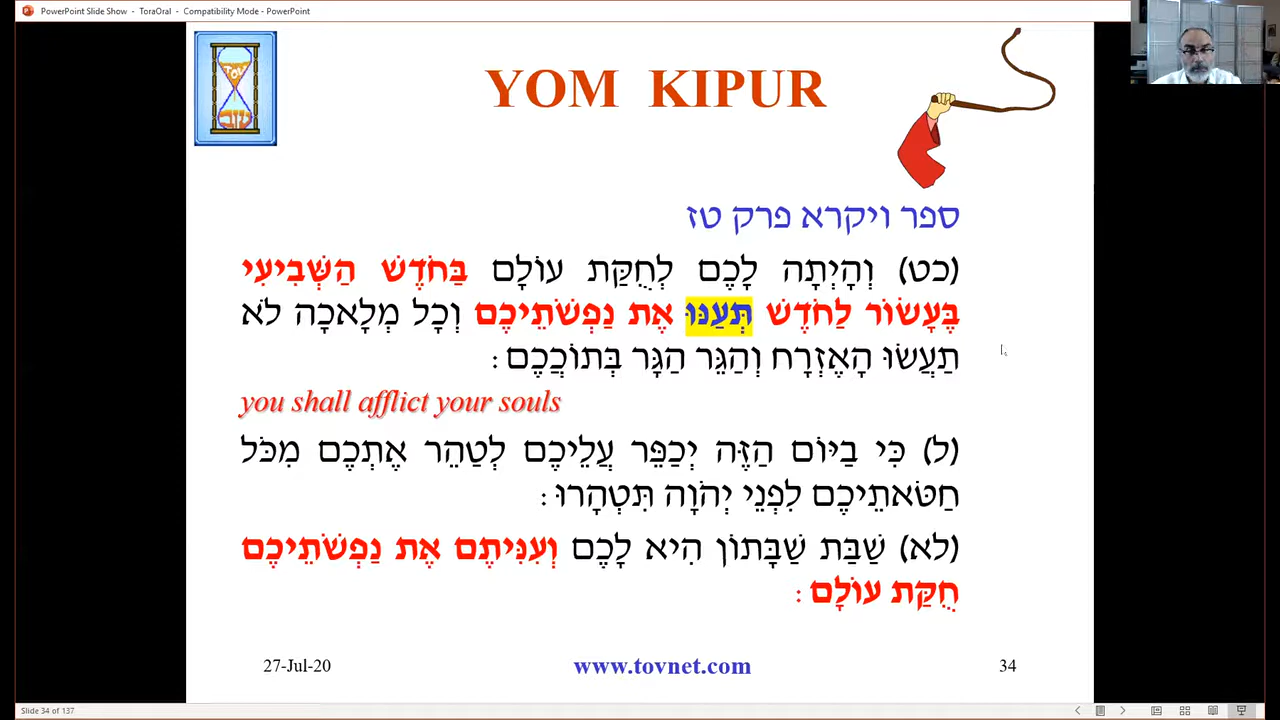 PowerPoint Slide Show - ToraOral - Compatibility Mode - PowerPoint
TOV
טוב
YOM KIPUR
ספר ויקרא פרק טז
(כט) וְהָיְתָה לָכֶם לְחֻקַּת עוֹלָם בַּחֹדֶשׁ הַשְּׁבִיעִי
בֶּעָשׂוֹר לַחֹדֶשׁ תְּעַנּוּ אֶת נַפְשֹׁתֵיכֶם וְכָל מְלָאכָה לֹא
תַעֲשׂוּ הָאֶזְרָח וְהַגֵּר הַגָּר בְּתוֹכֲכֶם :
you shall afflict your souls
(ל) כִּי בַיּוֹם הַזֶּה יְכַפֵּר עֲלֵיכֶם לְטַהֵר אֶתְכֶם מִכֹּל
חַטֹּאתֵיכֶם לִפְנֵי יְהֹוָה תִּטְהָרוּ :
(לא) שַׁבַּת שַׁבָּתוֹן הִיא לָכֶם וְעִנִּיתֶם אֶת נַפְשֹׁתֵיכֶם
חֻקַּת עוֹלָם :
27-Jul-20 www.tovnet.com 34
Slide 34 of 137